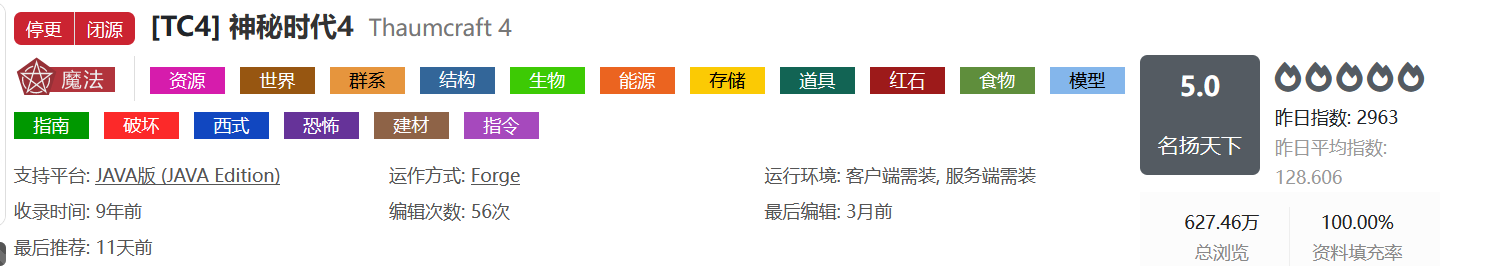 停更 闭源 [TC4] 神秘时代4 Thaumcraft 4
魔法 资源 世界 群系 结构 生物 能源 存储 道具 红石 食物 模型
指南 破坏 西式 恐怖 建材 指令
支持平台: JAVA版 (JAVA Edition) 运作方式: Forge 运行环境: 客户端需装, 服务端需装
收录时间: 9年前 编辑次数: 56次 最后编辑: 3月前
最后推荐: 11天前
5.0
名扬天下
昨日指数: 2963
昨日平均指数:
128.606
627.46万 100.00%
总浏览 资料填充率